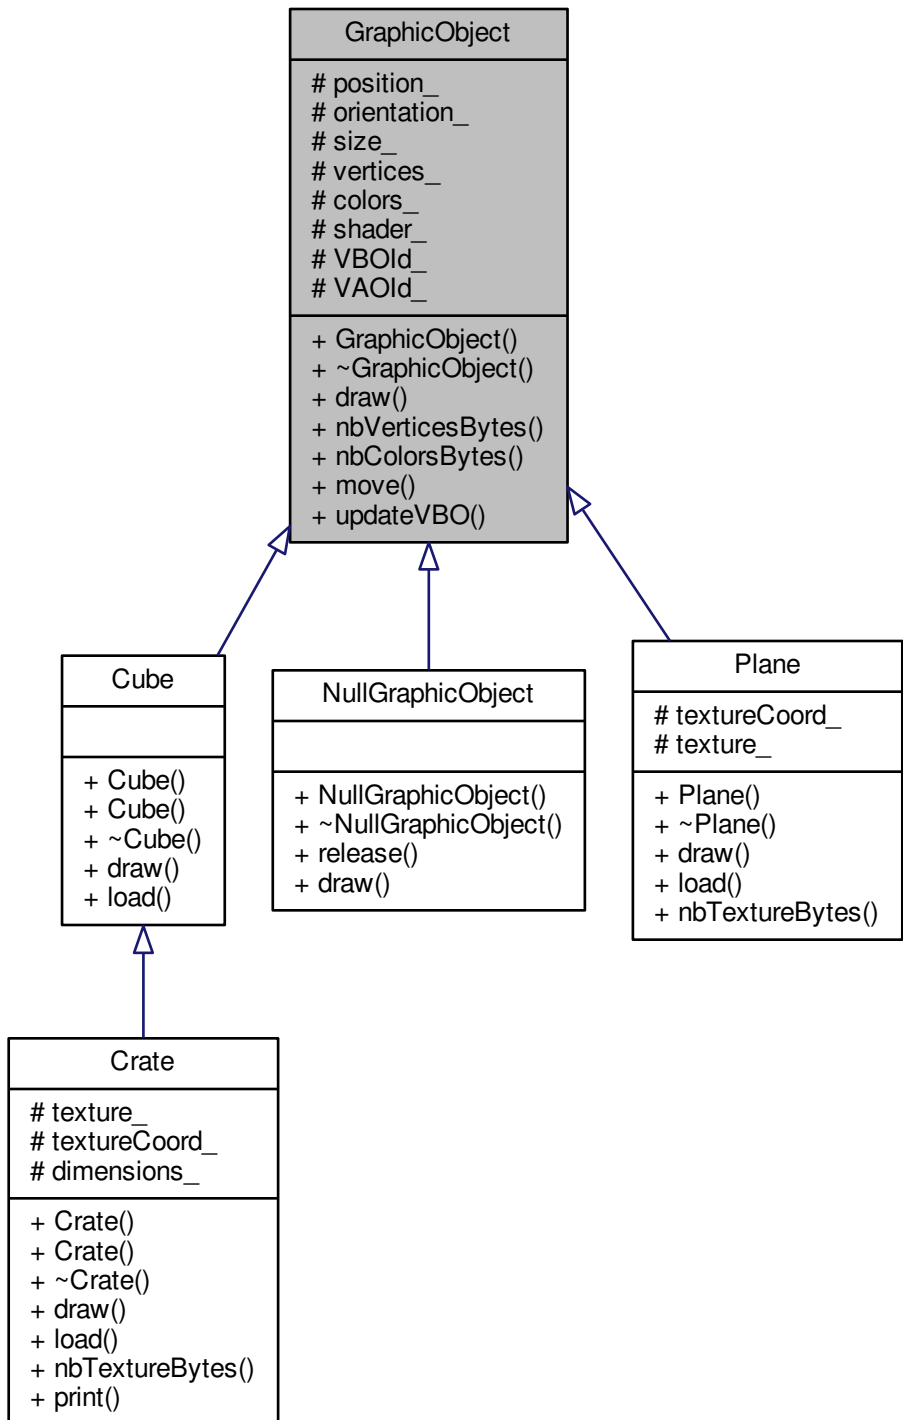 GraphicObject
# position_
# orientation_
# size_
# vertices_
# colors_
# shader_
# VBOId_
# VAOId_
+ GraphicObject()
+ ~GraphicObject()
+ draw()
+ nbVerticesBytes()
+ nbColorsBytes()
+ move()
+ updateVBO()
Cube
+ Cube()
+ Cube()
+ ~Cube()
+ draw()
+ load()
NullGraphicObject
+ NullGraphicObject()
+ ~NullGraphicObject()
+ release()
+ draw()
Plane
# textureCoord_
# texture_
+ Plane()
+ ~Plane()
+ draw()
+ load()
+ nbTextureBytes()
Crate
# texture_
# textureCoord_
# dimensions_
+ Crate()
+ Crate()
+ ~Crate()
+ draw()
+ load()
+ nbTextureBytes()
+ print()